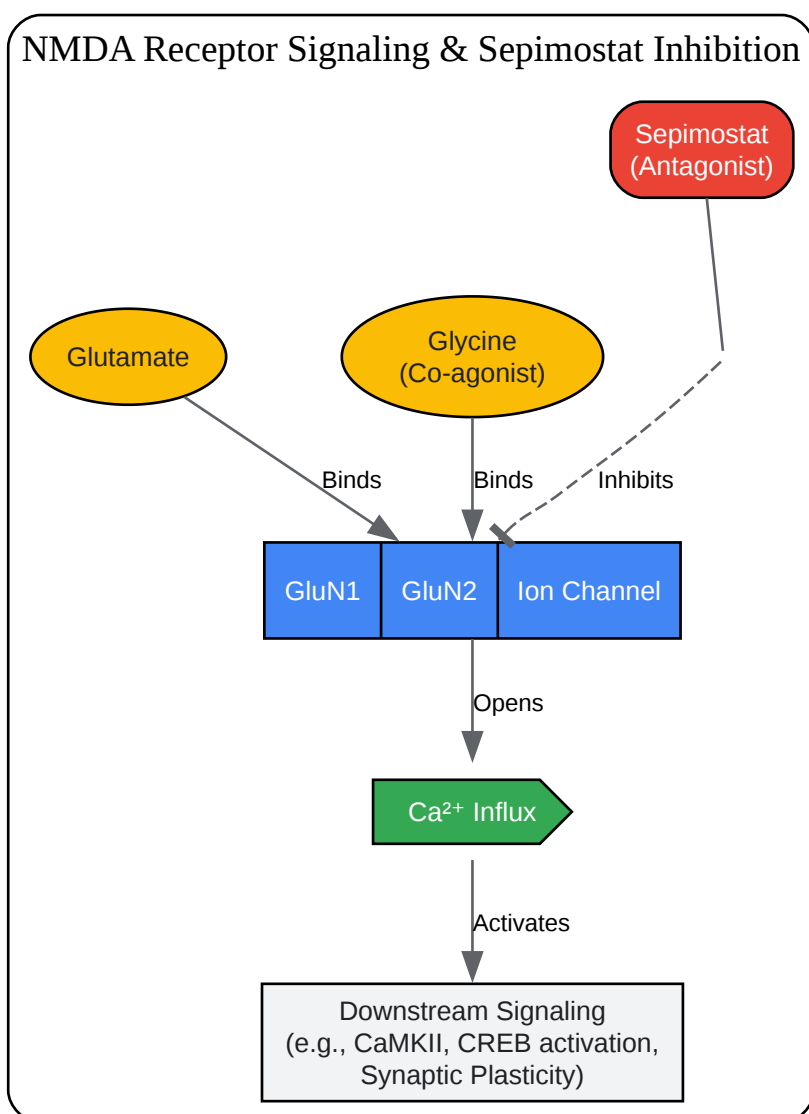 NMDA Receptor Signaling & Sepimostat Inhibition
Sepimostat
(Antagonist)
Glutamate
Glycine
(Co-agonist)
Binds
Binds
Inhibits
GluN1
GluN2
Ion Channel
Opens
Ca²⁺ Influx
Activates
Downstream Signaling
(e.g., CaMKII, CREB activation,
Synaptic Plasticity)